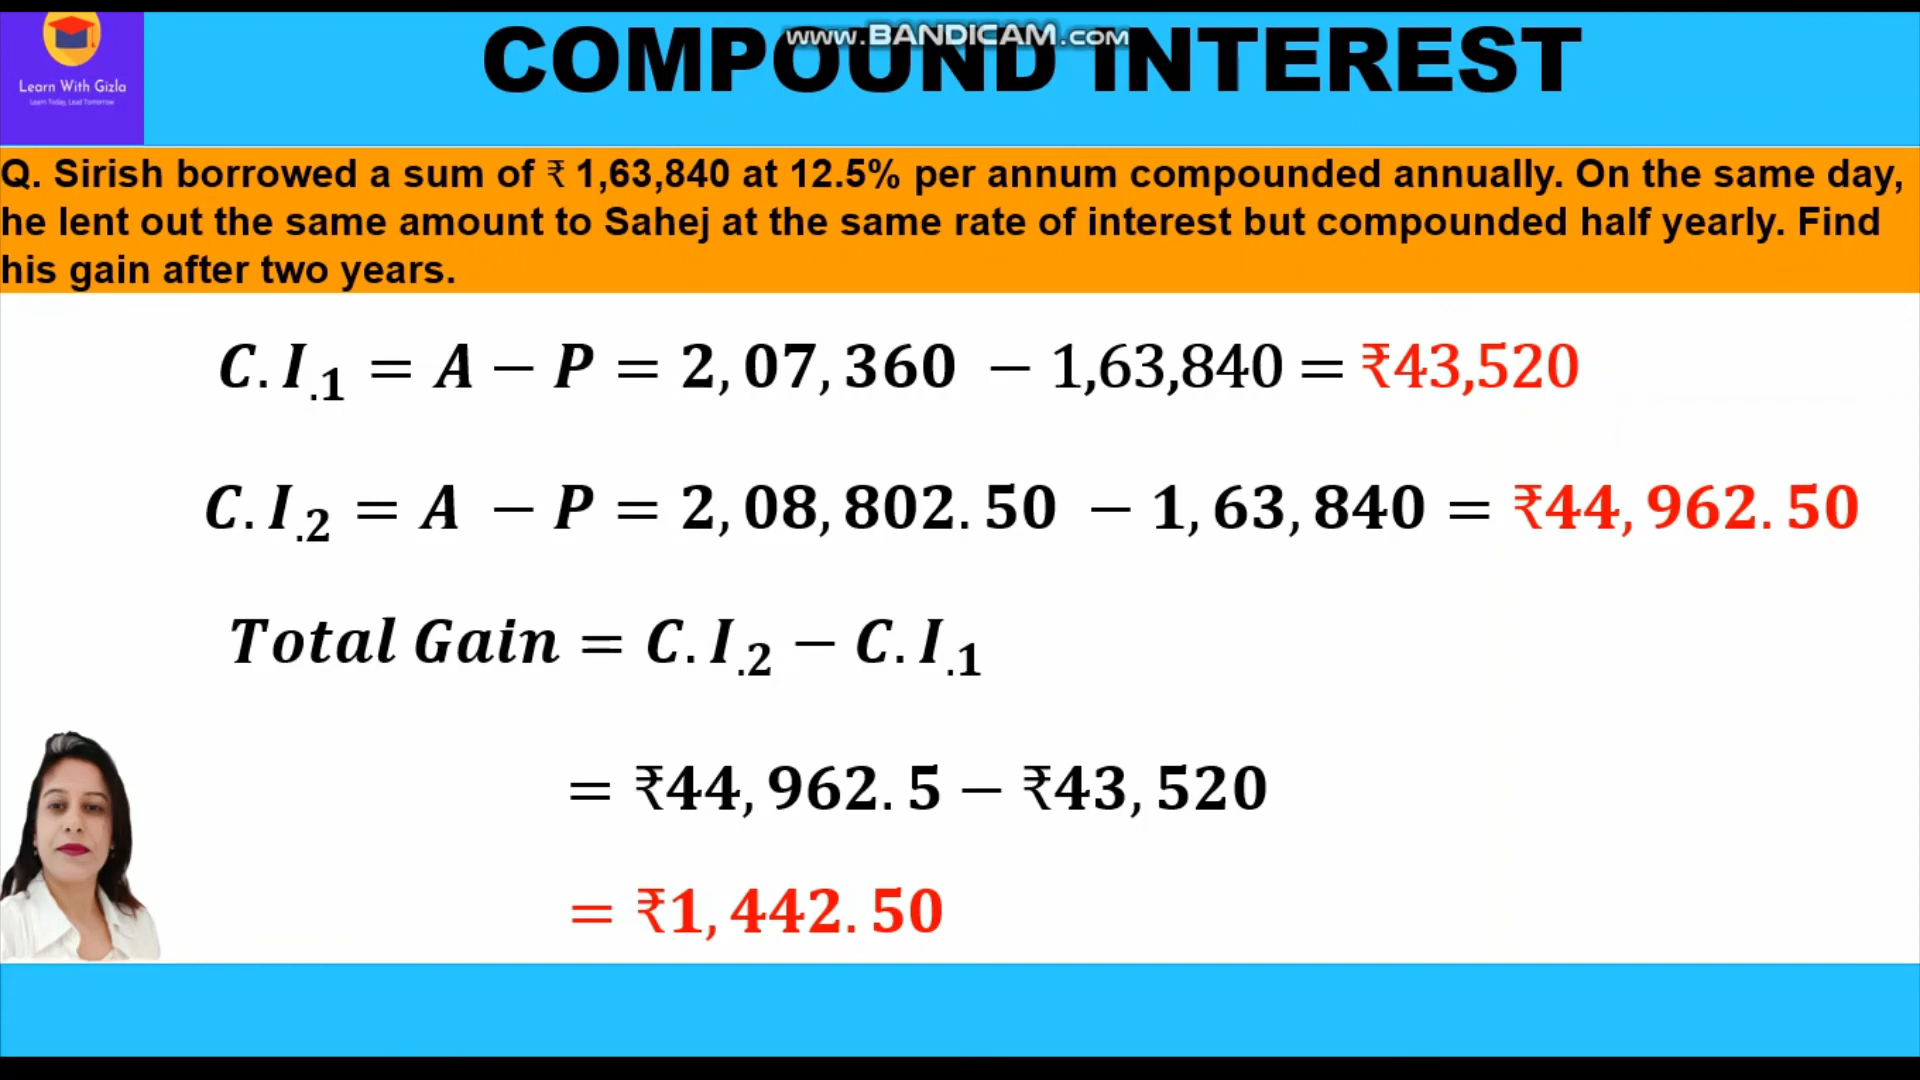 www.BANDICAM.com
COMPOUND INTEREST
Learn With Gizla
Learn Today, Lead Tomorrow
Q. Sirish borrowed a sum of ₹ 1,63,840 at 12.5% per annum compounded annually. On the same day,
he lent out the same amount to Sahej at the same rate of interest but compounded half yearly. Find
his gain after two years.
C.I.₁ = A − P = 2,07,360 − 1,63,840 = ₹43,520
C.I.₂ = A − P = 2,08,802.50 − 1,63,840 = ₹44,962.50
Total Gain = C.I.₂ − C.I.₁
= ₹44,962.5 − ₹43,520
= ₹1,442.50